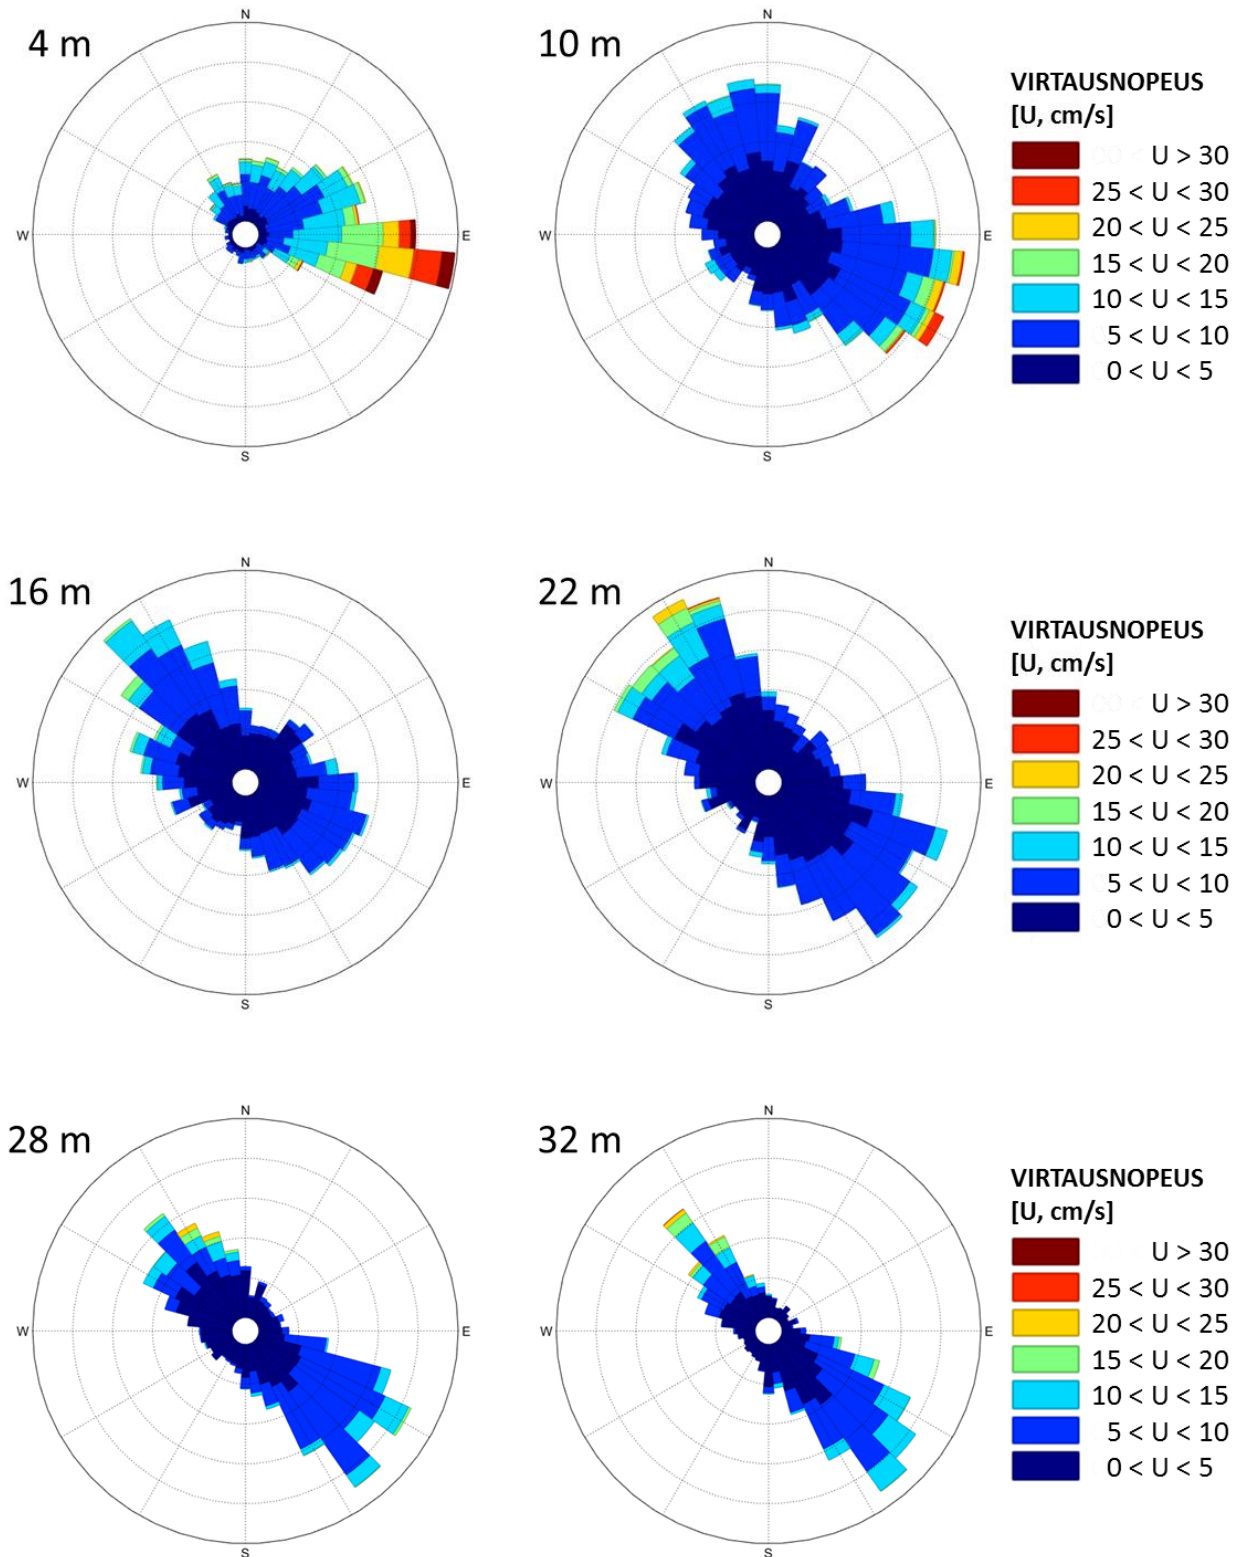 4 m
N
W
E
S
10 m
N
W
E
S
VIRTAUSNOPEUS
[U, cm/s]
U > 30
25 < U < 30
20 < U < 25
15 < U < 20
10 < U < 15
5 < U < 10
0 < U < 5
16 m
N
W
E
S
22 m
N
W
E
S
VIRTAUSNOPEUS
[U, cm/s]
U > 30
25 < U < 30
20 < U < 25
15 < U < 20
10 < U < 15
5 < U < 10
0 < U < 5
28 m
N
W
E
S
32 m
N
W
E
S
VIRTAUSNOPEUS
[U, cm/s]
U > 30
25 < U < 30
20 < U < 25
15 < U < 20
10 < U < 15
5 < U < 10
0 < U < 5